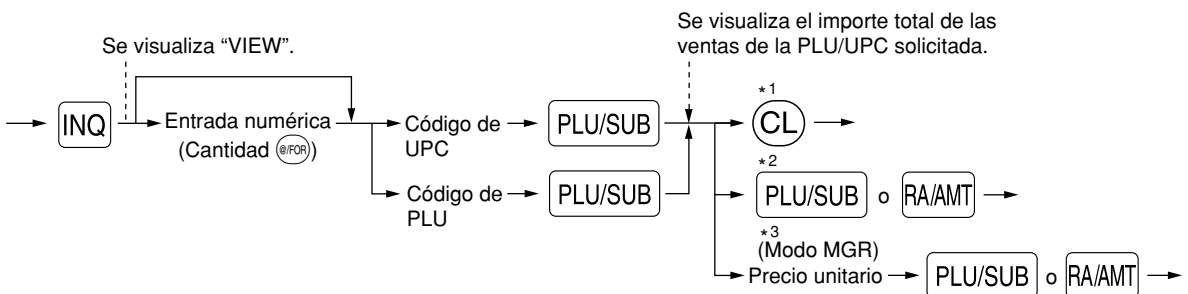 Se visualiza el importe total de las
ventas de la PLU/UPC solicitada.
Se visualiza “VIEW”.
INQ
Entrada numérica
(Cantidad @/FOR)
Código de
UPC
PLU/SUB
Código de
PLU
PLU/SUB
*1
CL
*2
PLU/SUB o RA/AMT
*3
(Modo MGR)
Precio unitario PLU/SUB o RA/AMT